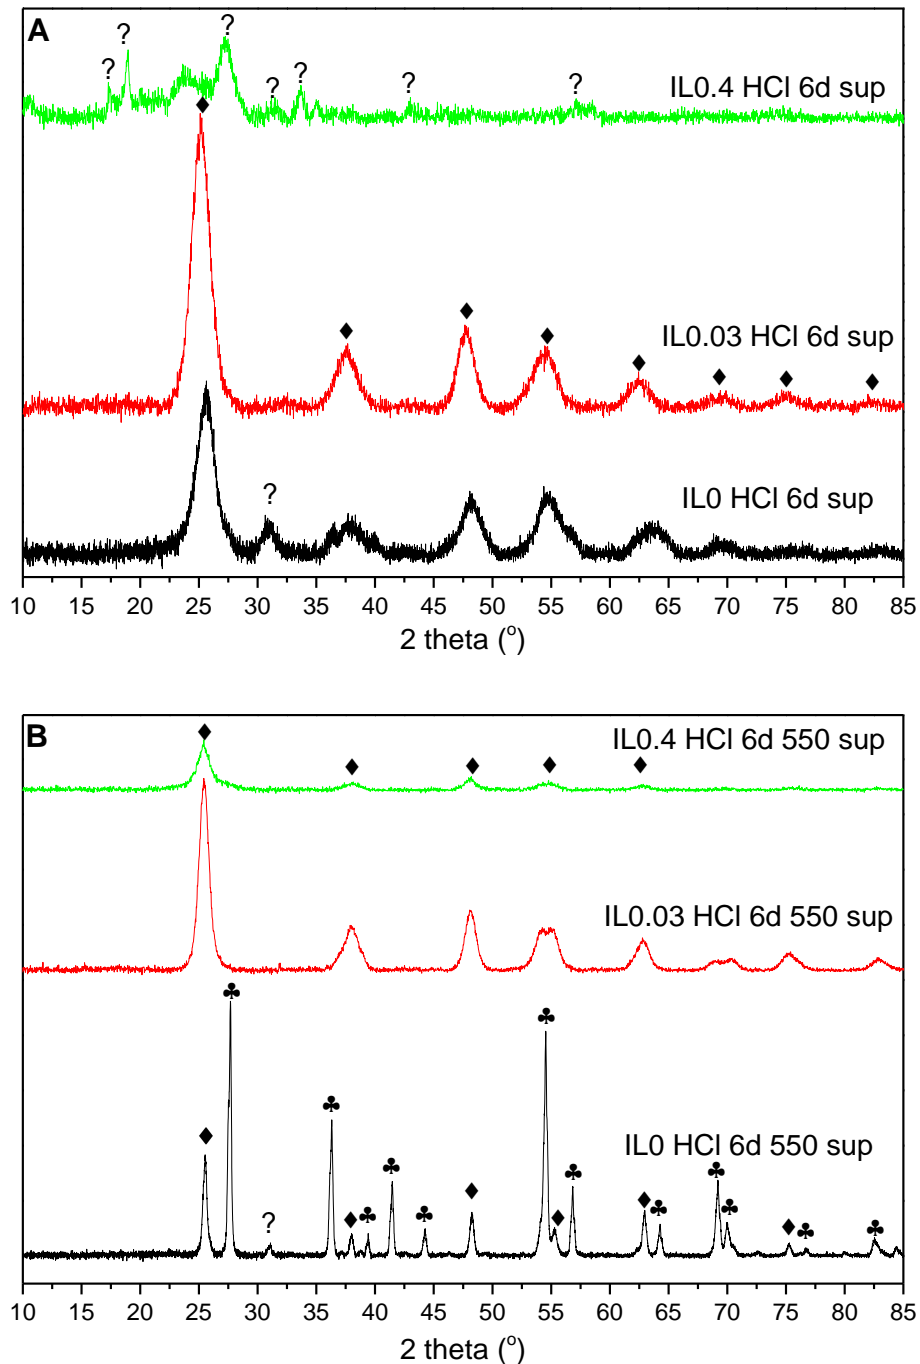 A
?
?
?
?
?
?
?
IL0.4 HCl 6d sup
IL0.03 HCl 6d sup
?
IL0 HCl 6d sup
10 15 20 25 30 35 40 45 50 55 60 65 70 75 80 85
2 theta (o)
B
IL0.4 HCl 6d 550 sup
IL0.03 HCl 6d 550 sup
IL0 HCl 6d 550 sup
?
10 15 20 25 30 35 40 45 50 55 60 65 70 75 80 85
2 theta (o)